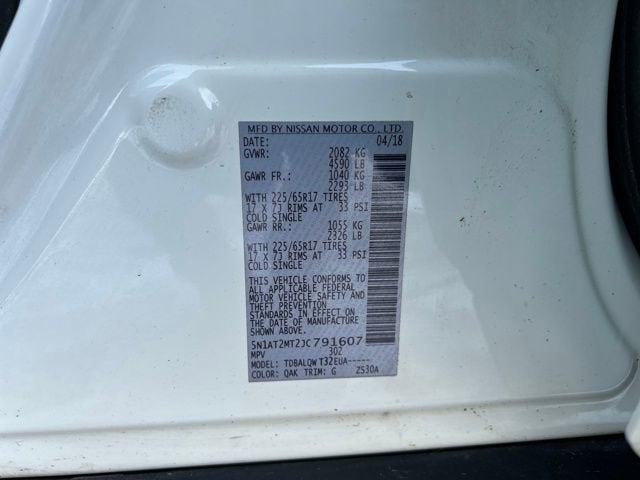 MFD BY NISSAN MOTOR CO., LTD.
DATE: 04/18
GVWR: 2082 KG
4590 LB
GAWR FR.: 1040 KG
2293 LB
WITH 225/65R17 TIRES
17 X 7J RIMS AT 33 PSI
COLD SINGLE
GAWR RR.: 1055 KG
2326 LB
WITH 225/65R17 TIRES
17 X 7J RIMS AT 33 PSI
COLD SINGLE
THIS VEHICLE CONFORMS TO
ALL APPLICABLE FEDERAL
MOTOR VEHICLE SAFETY AND
THEFT PREVENTION
STANDARDS IN EFFECT ON
THE DATE OF MANUFACTURE
SHOWN ABOVE.
5N1AT2MT2JC791607
MPV 302
MODEL: TDBALQW T32EUA-----
COLOR: QAK TRIM: G ZS30A